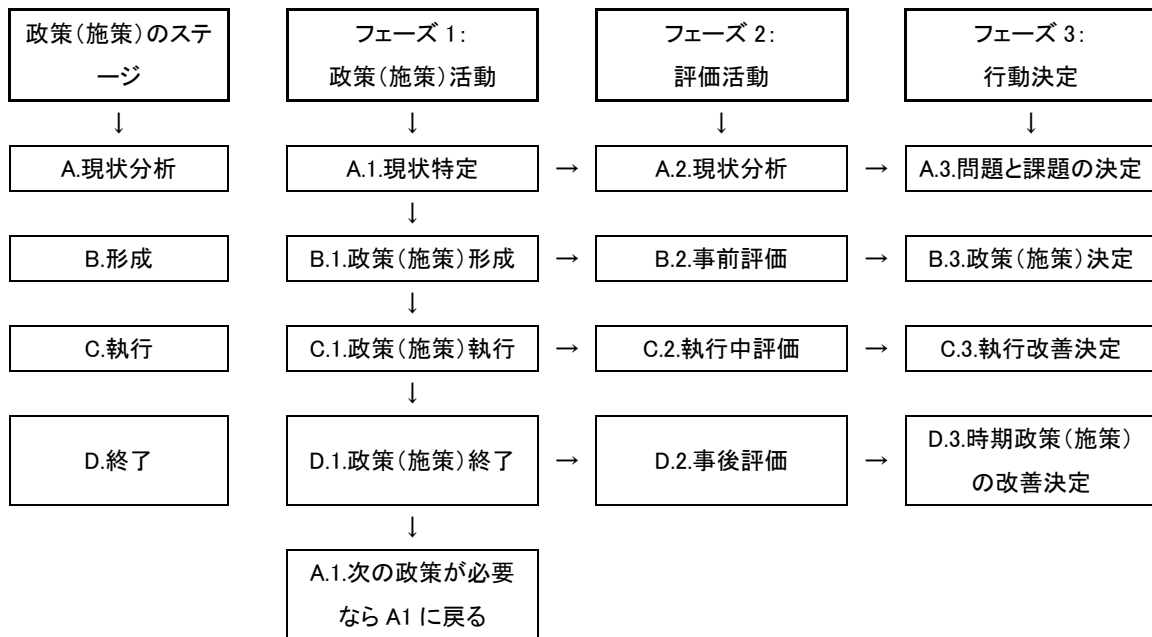 政策(施策)のステ
ージ
フェーズ 1:
政策(施策)活動
フェーズ 2:
評価活動
フェーズ 3:
行動決定
↓ ↓ ↓ ↓
A.現状分析 A.1.現状特定 → A.2.現状分析 → A.3.問題と課題の決定
↓
B.形成 B.1.政策(施策)形成 → B.2.事前評価 → B.3.政策(施策)決定
↓
C.執行 C.1.政策(施策)執行 → C.2.執行中評価 → C.3.執行改善決定
↓
D.終了 D.1.政策(施策)終了 → D.2.事後評価 → D.3.時期政策(施策)
の改善決定
↓
A.1.次の政策が必要
なら A1 に戻る